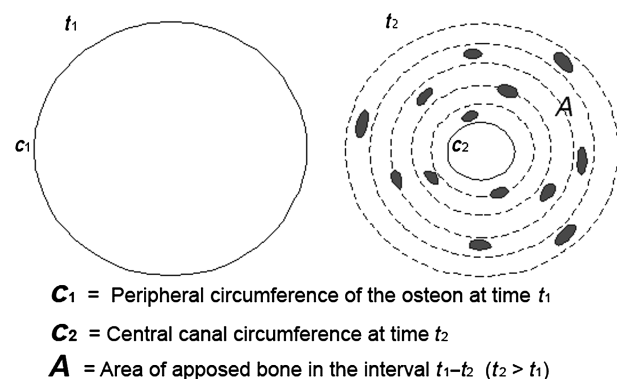 t₁ t₂
c₁ c₂ A
c₁ = Peripheral circumference of the osteon at time t₁
c₂ = Central canal circumference at time t₂
A = Area of apposed bone in the interval t₁–t₂ (t₂ > t₁)